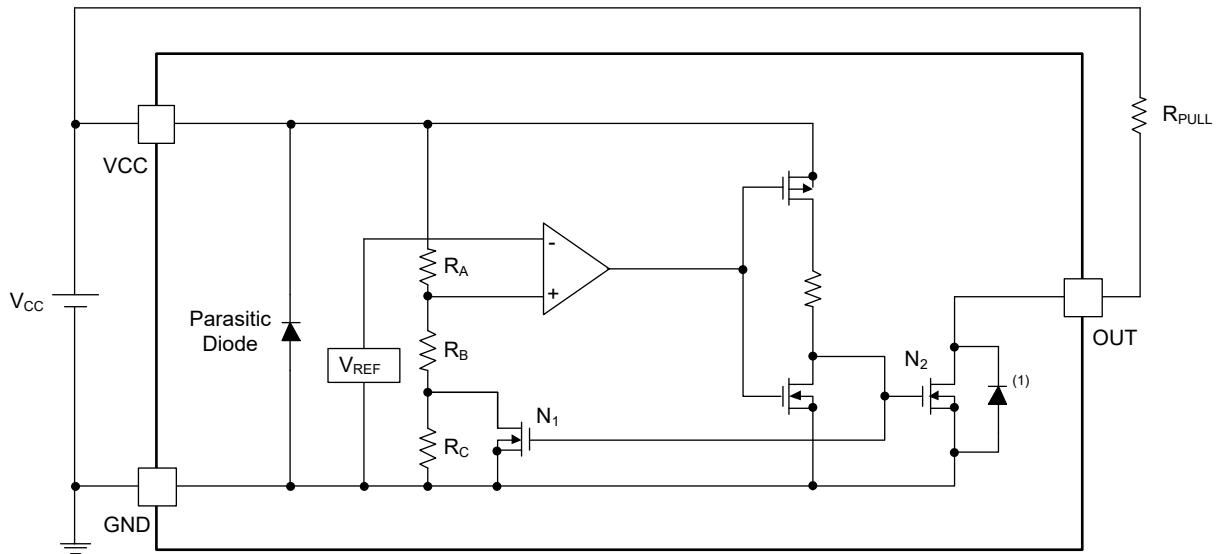 R_PULL
VCC
-
R_A
+
V_CC
Parasitic
Diode
V_REF
R_B
N_2
OUT
(1)
N_1
R_C
GND